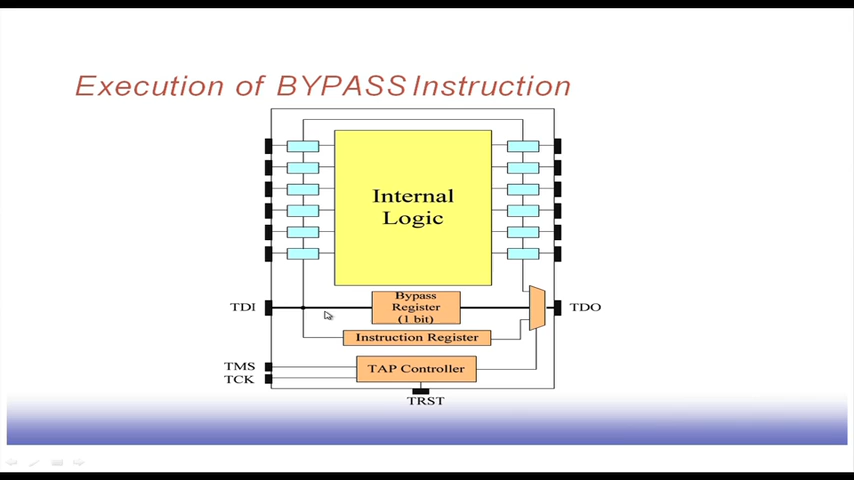 Execution of BYPASS Instruction
Internal
Logic
TDI
Bypass
Register
(1 bit)
TDO
Instruction Register
TMS
TCK
TAP Controller
TRST